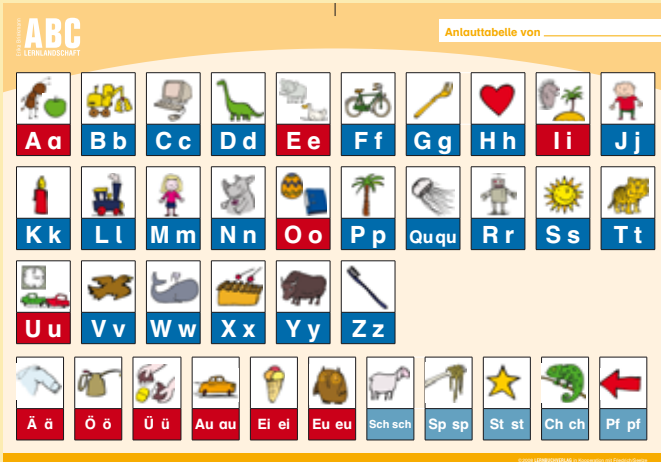 ABC
LERNLANDSCHAFT
Anlauttabelle von
A a B b C c D d E e F f G g H h I i J j
K k L l M m N n O o P p Qu qu R r S s T t
U u V v W w X x Y y Z z
Ä ä Ö ö Ü ü Au au Ei ei Eu eu Sch sch Sp sp St st Ch ch Pf pf